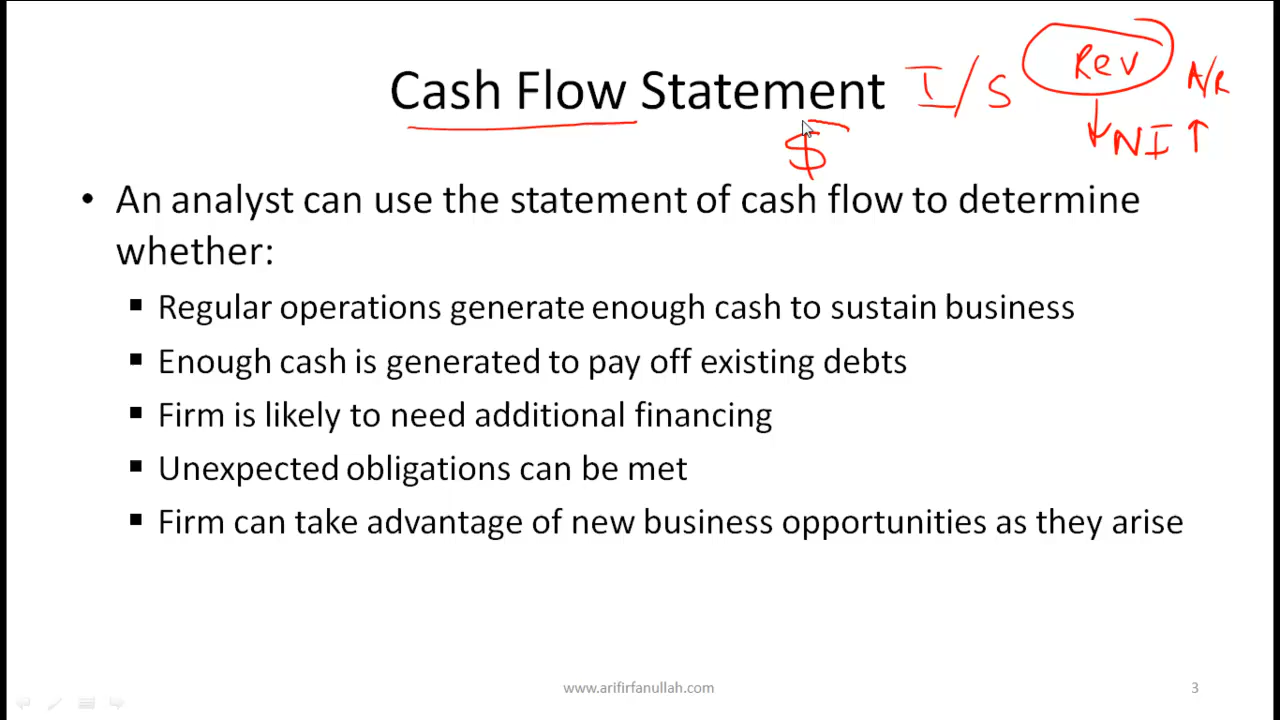 Cash Flow Statement I/S Rev A/R
$ NI ↑
• An analyst can use the statement of cash flow to determine
whether:
▪ Regular operations generate enough cash to sustain business
▪ Enough cash is generated to pay off existing debts
▪ Firm is likely to need additional financing
▪ Unexpected obligations can be met
▪ Firm can take advantage of new business opportunities as they arise
www.arifirfanullah.com 3